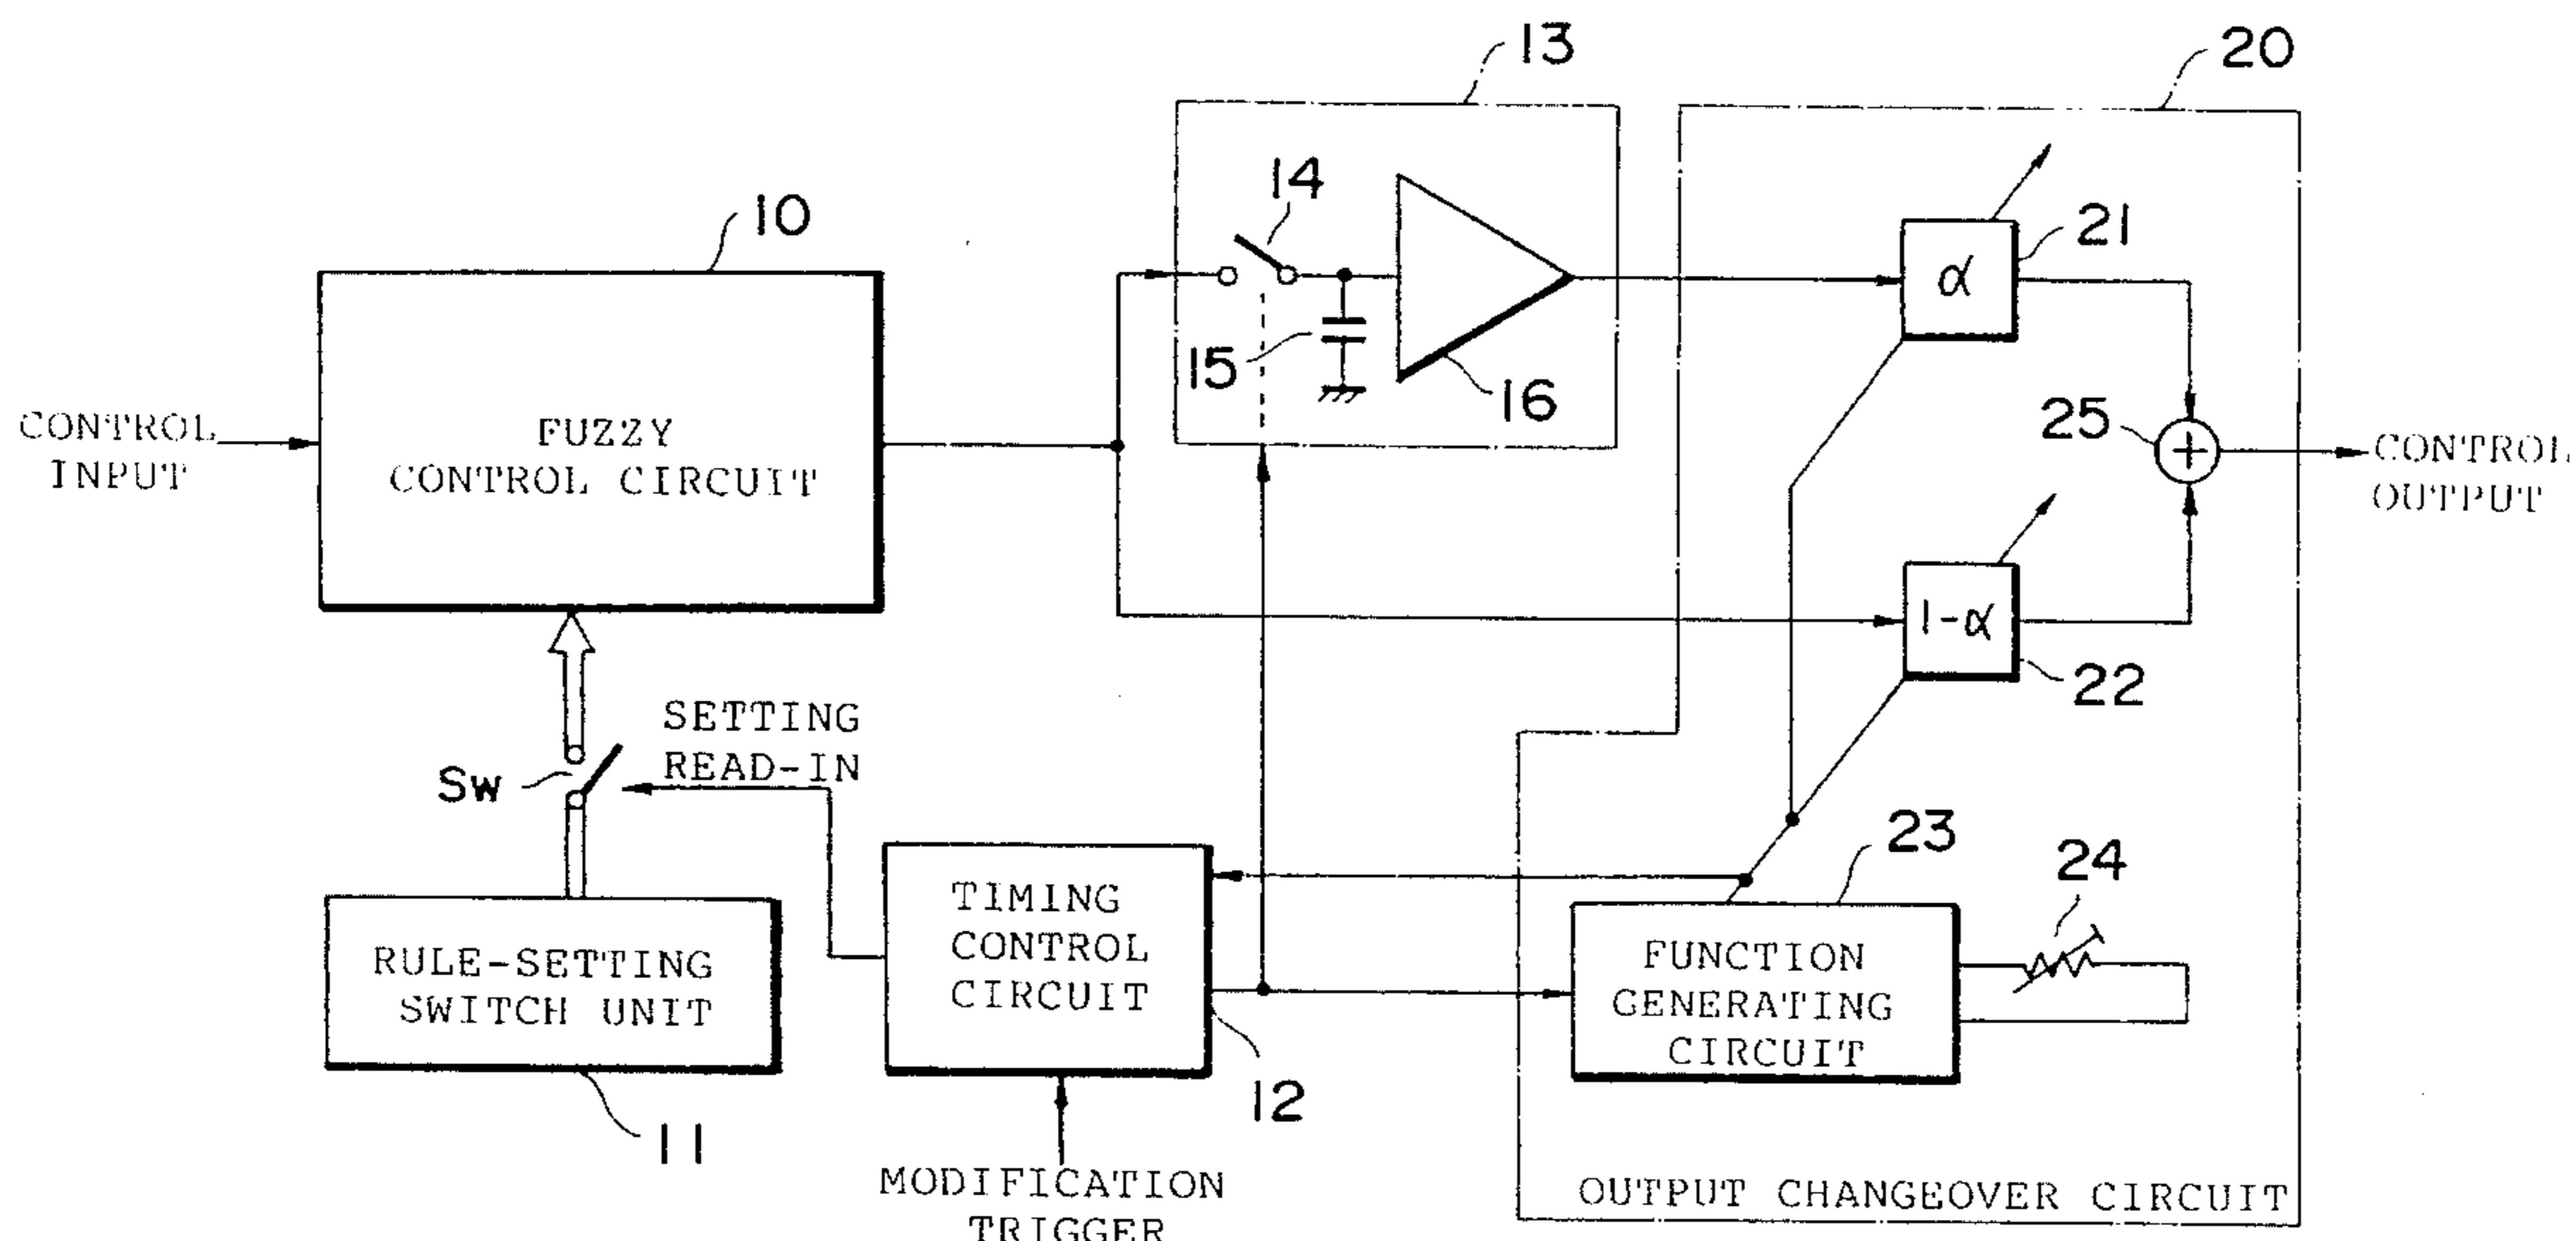 13
20
14
10
21
α
15
16
CONTROL
INPUT
FUZZY
CONTROL CIRCUIT
25
+
CONTROL
OUTPUT
1-α
22
SETTING
READ-IN
SW
23
24
TIMING
CONTROL
CIRCUIT
RULE-SETTING
SWITCH UNIT
FUNCTION
GENERATING
CIRCUIT
12
11
MODIFICATION
TRIGGER
OUTPUT CHANGEOVER CIRCUIT